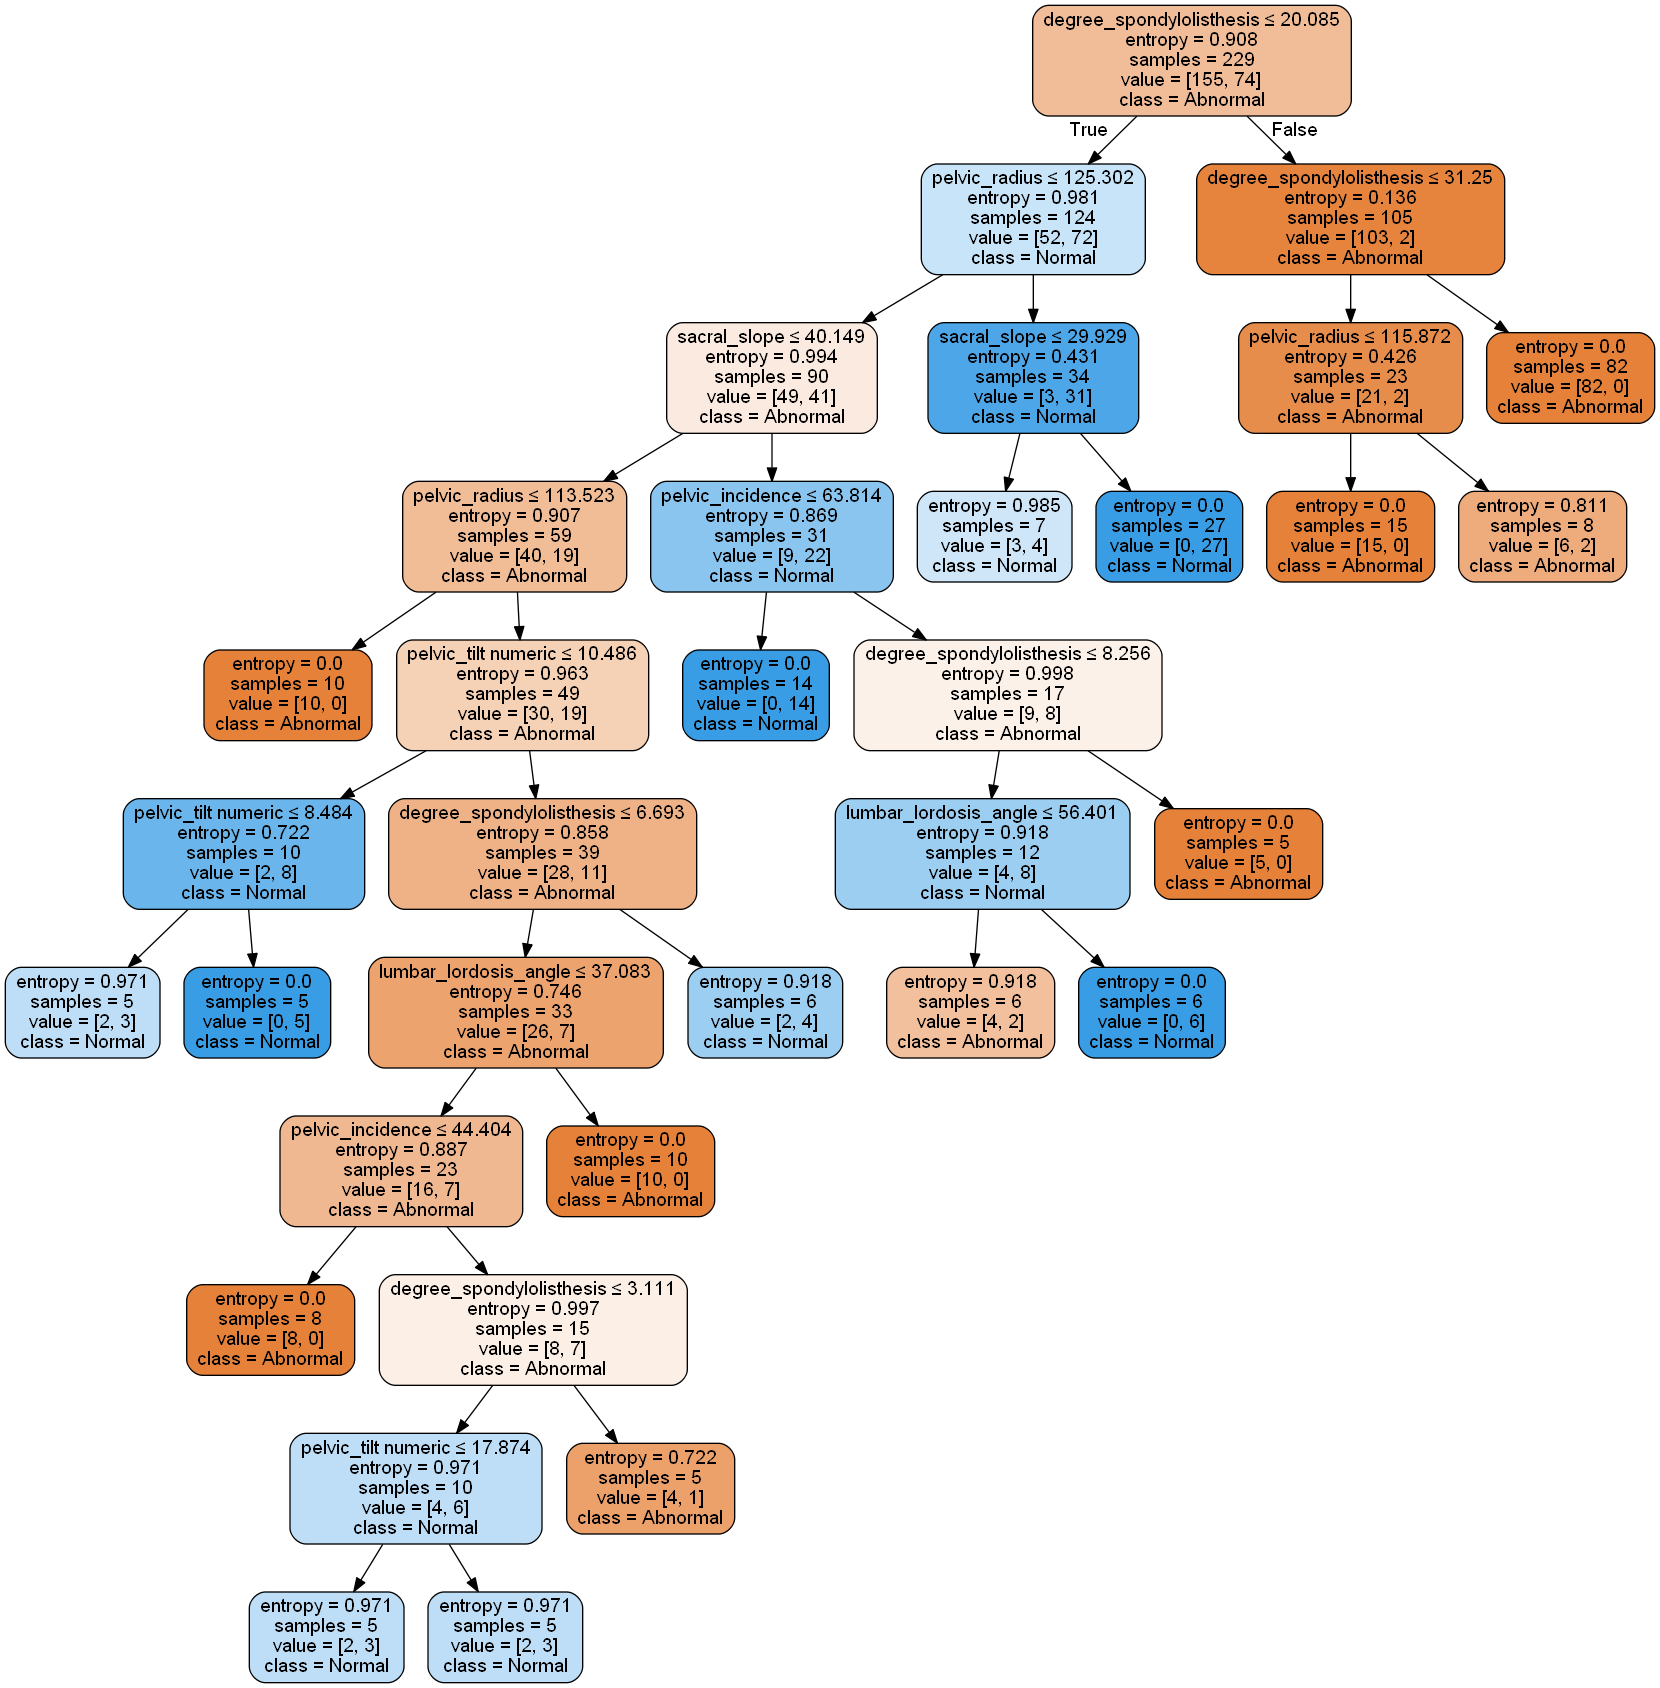 degree_spondylolisthesis ≤ 20.085
entropy = 0.908
samples = 229
value = [155, 74]
class = Abnormal
True
False
pelvic_radius ≤ 125.302
entropy = 0.981
samples = 124
value = [52, 72]
class = Normal
degree_spondylolisthesis ≤ 31.25
entropy = 0.136
samples = 105
value = [103, 2]
class = Abnormal
sacral_slope ≤ 40.149
entropy = 0.994
samples = 90
value = [49, 41]
class = Abnormal
sacral_slope ≤ 29.929
entropy = 0.431
samples = 34
value = [3, 31]
class = Normal
pelvic_radius ≤ 115.872
entropy = 0.426
samples = 23
value = [21, 2]
class = Abnormal
entropy = 0.0
samples = 82
value = [82, 0]
class = Abnormal
pelvic_radius ≤ 113.523
entropy = 0.907
samples = 59
value = [40, 19]
class = Abnormal
pelvic_incidence ≤ 63.814
entropy = 0.869
samples = 31
value = [9, 22]
class = Normal
entropy = 0.985
samples = 7
value = [3, 4]
class = Normal
entropy = 0.0
samples = 27
value = [0, 27]
class = Normal
entropy = 0.0
samples = 15
value = [15, 0]
class = Abnormal
entropy = 0.811
samples = 8
value = [6, 2]
class = Abnormal
entropy = 0.0
samples = 10
value = [10, 0]
class = Abnormal
pelvic_tilt numeric ≤ 10.486
entropy = 0.963
samples = 49
value = [30, 19]
class = Abnormal
entropy = 0.0
samples = 14
value = [0, 14]
class = Normal
degree_spondylolisthesis ≤ 8.256
entropy = 0.998
samples = 17
value = [9, 8]
class = Abnormal
pelvic_tilt numeric ≤ 8.484
entropy = 0.722
samples = 10
value = [2, 8]
class = Normal
degree_spondylolisthesis ≤ 6.693
entropy = 0.858
samples = 39
value = [28, 11]
class = Abnormal
lumbar_lordosis_angle ≤ 56.401
entropy = 0.918
samples = 12
value = [4, 8]
class = Normal
entropy = 0.0
samples = 5
value = [5, 0]
class = Abnormal
entropy = 0.971
samples = 5
value = [2, 3]
class = Normal
entropy = 0.0
samples = 5
value = [0, 5]
class = Normal
lumbar_lordosis_angle ≤ 37.083
entropy = 0.746
samples = 33
value = [26, 7]
class = Abnormal
entropy = 0.918
samples = 6
value = [2, 4]
class = Normal
entropy = 0.918
samples = 6
value = [4, 2]
class = Abnormal
entropy = 0.0
samples = 6
value = [0, 6]
class = Normal
pelvic_incidence ≤ 44.404
entropy = 0.887
samples = 23
value = [16, 7]
class = Abnormal
entropy = 0.0
samples = 10
value = [10, 0]
class = Abnormal
entropy = 0.0
samples = 8
value = [8, 0]
class = Abnormal
degree_spondylolisthesis ≤ 3.111
entropy = 0.997
samples = 15
value = [8, 7]
class = Abnormal
pelvic_tilt numeric ≤ 17.874
entropy = 0.971
samples = 10
value = [4, 6]
class = Normal
entropy = 0.722
samples = 5
value = [4, 1]
class = Abnormal
entropy = 0.971
samples = 5
value = [2, 3]
class = Normal
entropy = 0.971
samples = 5
value = [2, 3]
class = Normal